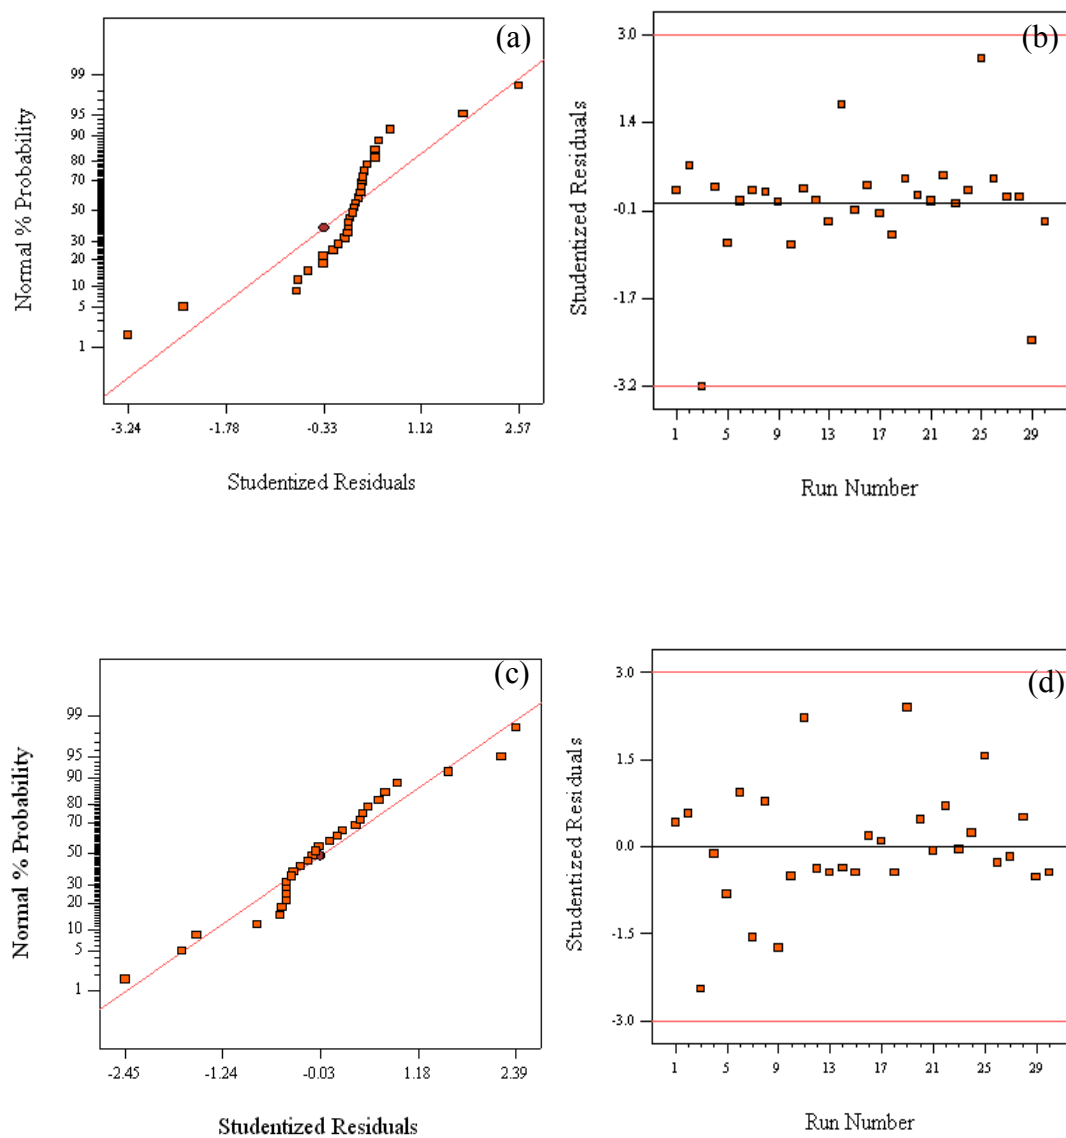 (a)
Normal % Probability
99
95
90
80
70
50
30
20
10
5
1
-3.24 -1.78 -0.33 1.12 2.57
Studentized Residuals
(b)
Studentized Residuals
3.0
1.4
-0.1
-1.7
-3.2
1 5 9 13 17 21 25 29
Run Number
(c)
Normal % Probability
99
95
90
80
70
50
30
20
10
5
1
-2.45 -1.24 -0.03 1.18 2.39
Studentized Residuals
(d)
Studentized Residuals
3.0
1.5
0.0
-1.5
-3.0
1 5 9 13 17 21 25 29
Run Number